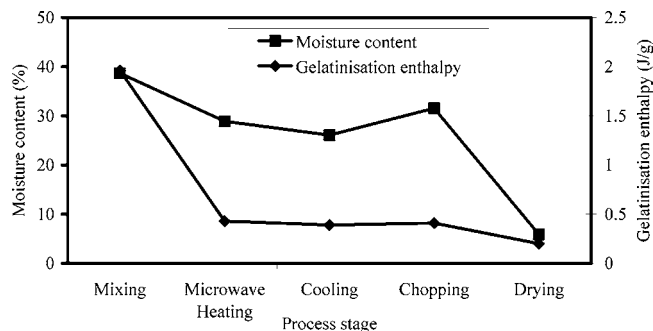 50
40
30
20
10
0
Moisture content (%)
Moisture content
Gelatinisation enthalpy
2.5
2
1.5
1
0.5
0
Gelatinisation enthalpy (J/g)
Mixing
Microwave
Heating
Cooling
Chopping
Drying
Process stage